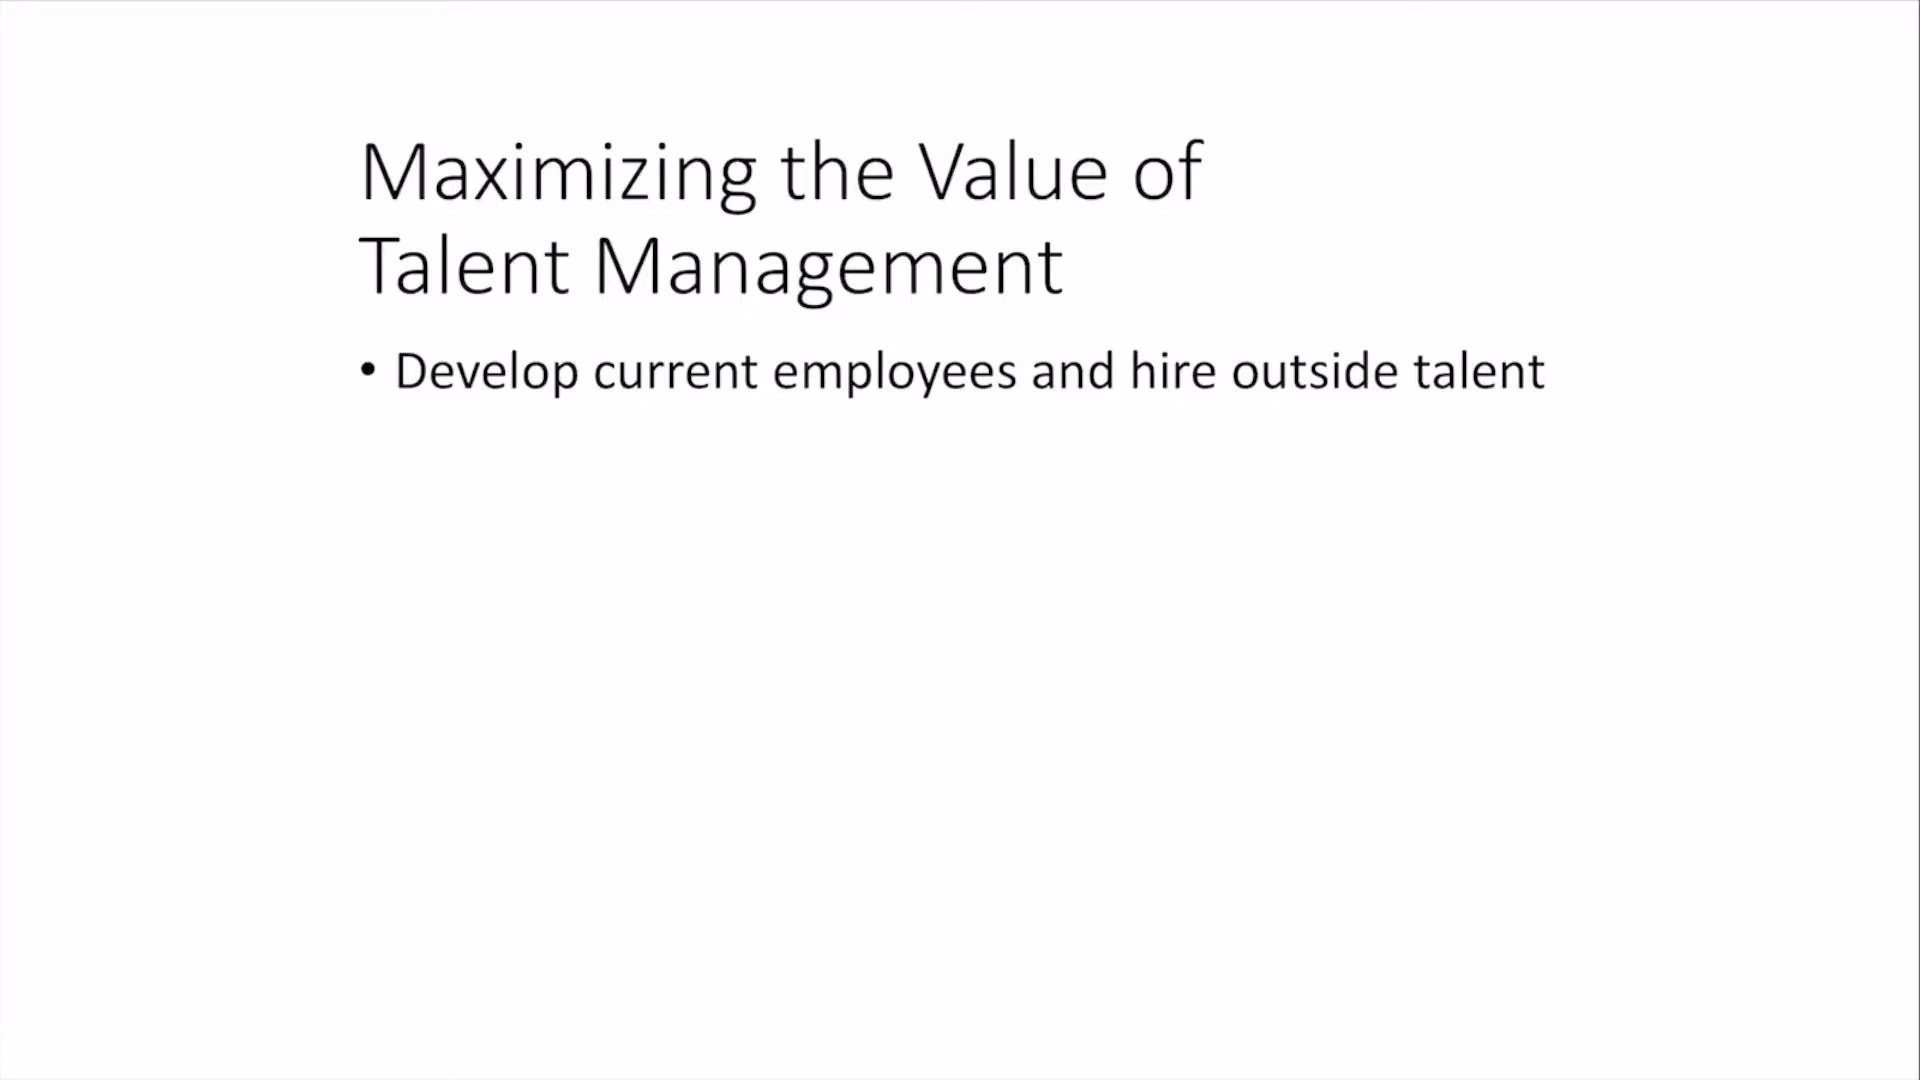 Maximizing the Value of
Talent Management
• Develop current employees and hire outside talent